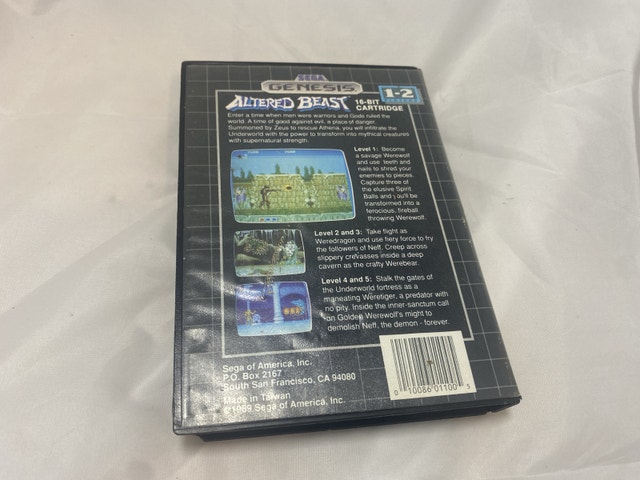 SEGA
GENESIS
ALTERED BEAST
16-BIT
CARTRIDGE
1-2
Enter a time when men were warriors and Gods ruled the
world. A time of good against evil, a place of danger.
Summoned by Zeus to rescue Athena, you will infiltrate the
Underworld with the power to transform into mythical creatures
with supernatural strength.
Level 1: Become
a savage Werewolf
and use teeth and
nails to shred your
enemies to pieces.
Capture three of
the elusive Spirit
Balls and you'll be
transformed into a
ferocious, fireball
throwing Werewolf.
Level 2 and 3: Take flight as
Weredragon and use fiery force to fry
the followers of Neff. Creep across
slippery crevasses inside a deep
cavern as the crafty Werebear.
Level 4 and 5: Stalk the gates of
the Underworld fortress as a
maneating Weretiger, a predator with
no pity. Inside the inner-sanctum call
on Golden Werewolf's might to
demolish Neff, the demon - forever.
Sega of America, Inc.
P.O. Box 2167
South San Francisco, CA 94080
Made in Taiwan
©1989 Sega of America, Inc.
0 10086 01100 5